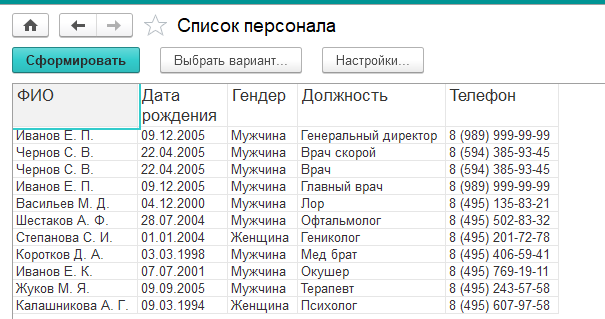 Список персонала
Сформировать Выбрать вариант... Настройки...
ФИО Дата рождения Гендер Должность Телефон
Иванов Е. П. 09.12.2005 Мужчина Генеральный директор 8 (989) 999-99-99
Чернов С. В. 22.04.2005 Мужчина Врач скорой 8 (594) 385-93-45
Чернов С. В. 22.04.2005 Мужчина Врач 8 (594) 385-93-45
Иванов Е. П. 09.12.2005 Мужчина Главный врач 8 (989) 999-99-99
Васильев М. Д. 04.12.2000 Мужчина Лор 8 (495) 135-83-21
Шестаков А. Ф. 28.07.2004 Мужчина Офтальмолог 8 (495) 502-83-32
Степанова С. И. 01.01.2004 Женщина Гениколог 8 (495) 201-72-78
Коротков Д. А. 03.03.1998 Мужчина Мед брат 8 (495) 406-59-41
Иванов Е. К. 07.07.2001 Мужчина Окушер 8 (495) 769-19-11
Жуков М. Я. 09.09.2005 Мужчина Терапевт 8 (495) 243-57-58
Калашникова А. Г. 09.03.1994 Женщина Психолог 8 (495) 607-97-58